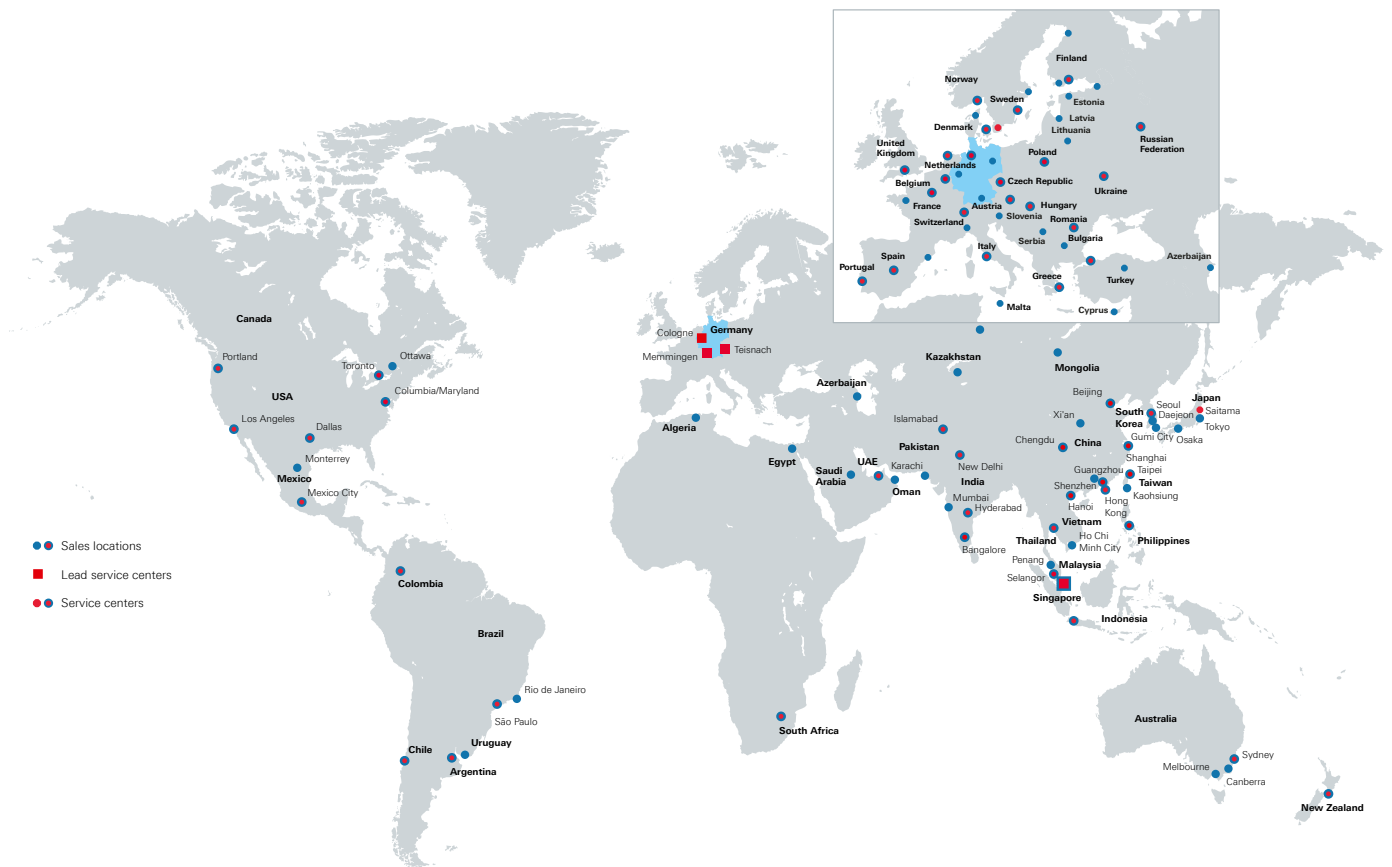 Finland
Norway
Sweden
Estonia
Latvia
Denmark
Lithuania
Russian
Federation
United
Kingdom
Poland
Netherlands
Belgium
Czech Republic
Ukraine
France
Austria
Hungary
Switzerland
Slovenia
Romania
Serbia
Bulgaria
Italy
Spain
Azerbaijan
Portugal
Greece
Turkey
Malta
Cyprus
Canada
Portland
Toronto
Ottawa
USA
Columbia/Maryland
Los Angeles
Dallas
Monterrey
Mexico
Mexico City
Sales locations
Lead service centers
Service centers
Colombia
Brazil
Rio de Janeiro
São Paulo
Chile
Uruguay
Argentina
Cologne
Germany
Memmingen
Teisnach
Kazakhstan
Mongolia
Azerbaijan
Algeria
Egypt
Saudi
Arabia
UAE
Oman
Karachi
Islamabad
Pakistan
New Delhi
India
Mumbai
Hyderabad
Bangalore
Beijing
Xi'an
Chengdu
China
South
Korea
Seoul
Daejeon
Gumi City
Japan
Saitama
Tokyo
Osaka
Shanghai
Guangzhou
Taipei
Shenzhen
Taiwan
Hanoi
Hong
Kong
Kaohsiung
Vietnam
Thailand
Ho Chi
Minh City
Philippines
Penang
Malaysia
Selangor
Singapore
Indonesia
South Africa
Australia
Sydney
Melbourne
Canberra
New Zealand